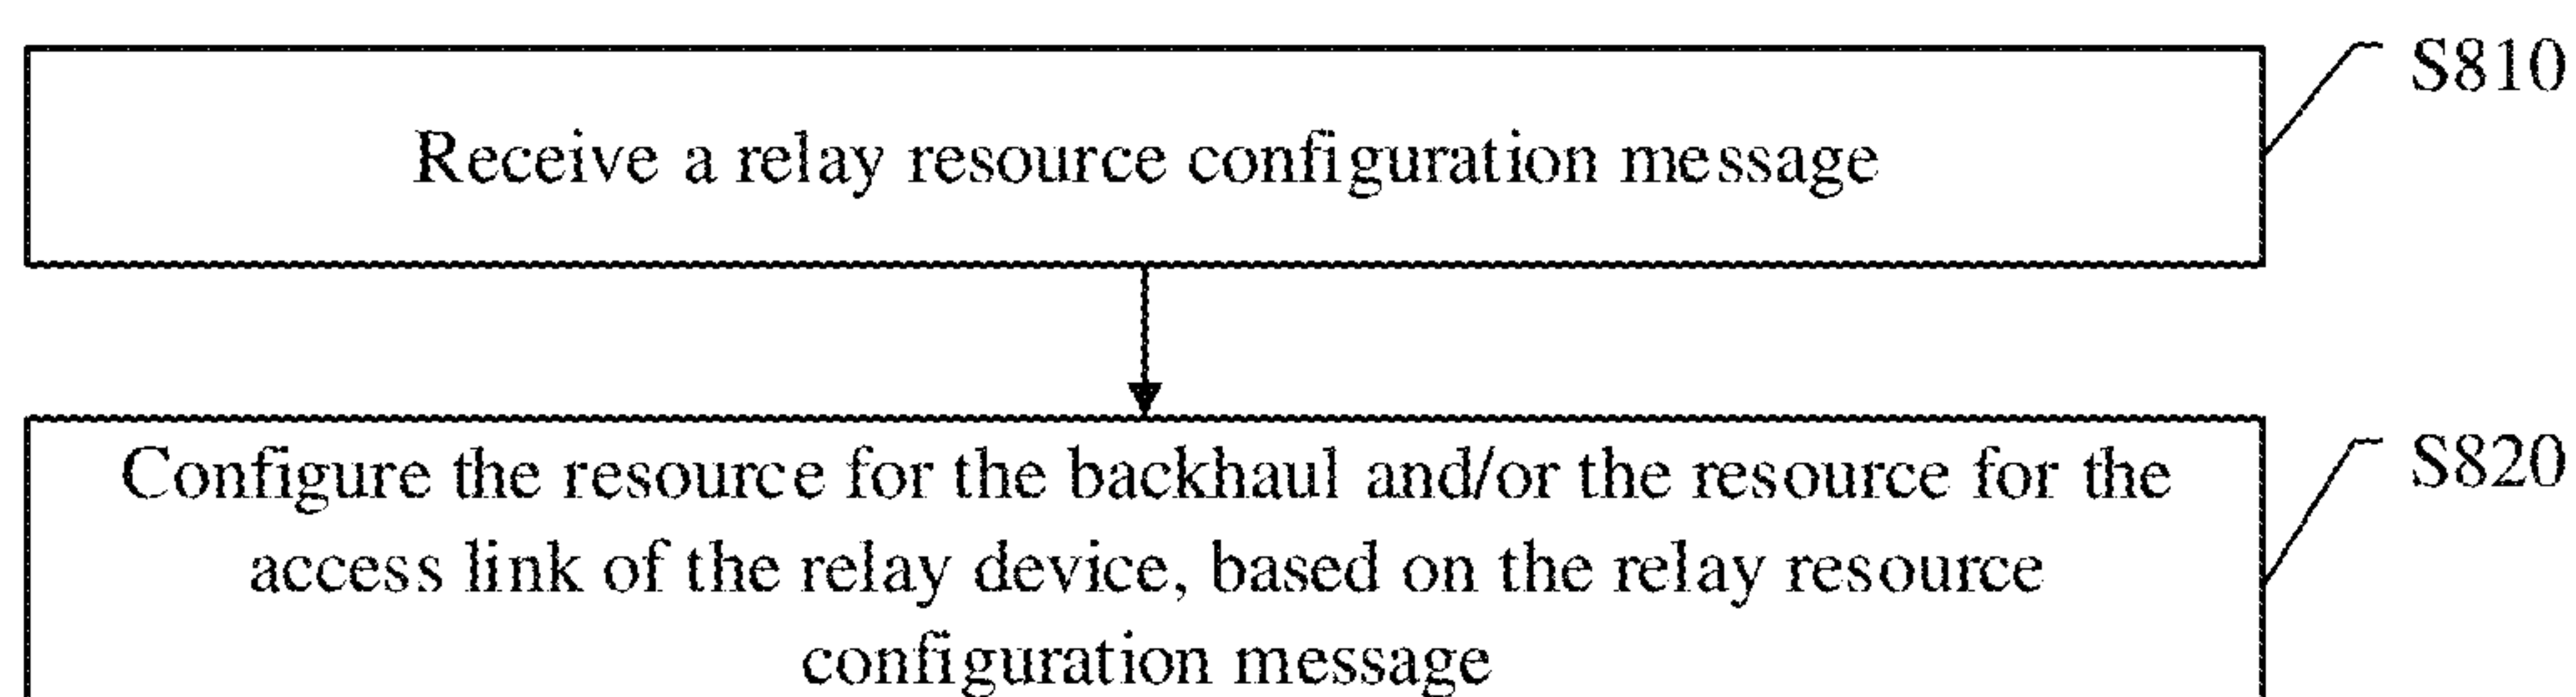 S810
Receive a relay resource configuration message
S820
Configure the resource for the backhaul and/or the resource for the
access link of the relay device, based on the relay resource
configuration message